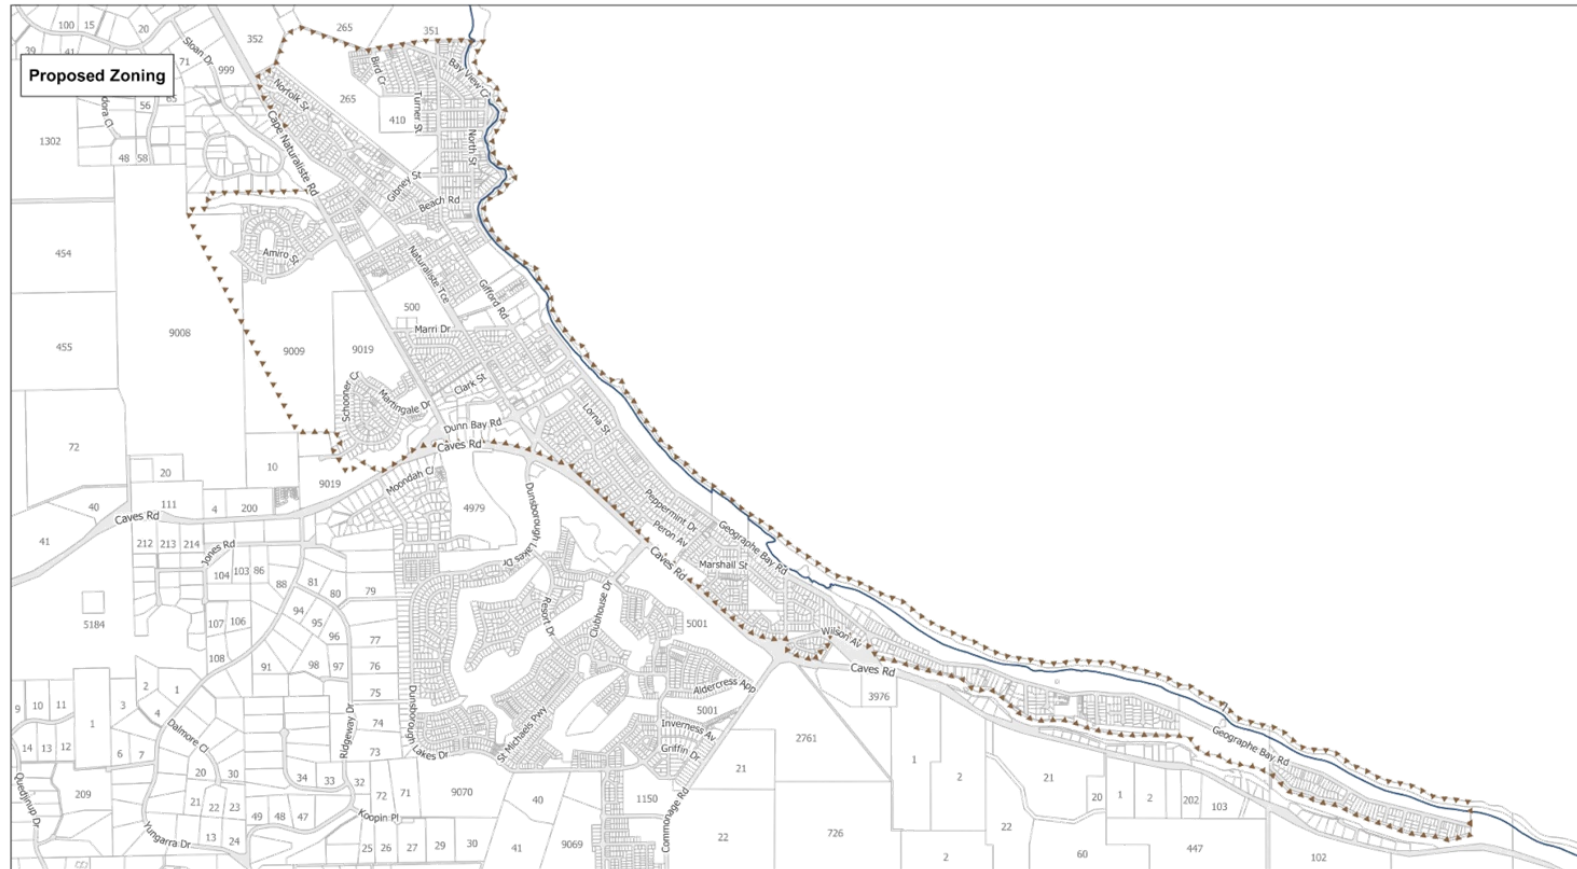 100
15
20
265
351
352
39
41
Sloan Dr
71
999
Proposed Zoning
Bird Cr
Bay View Cr
Norfolk St
265
Turner St
410
56
65
dora Cl
Cape Naturaliste Rd
North St
1302
48
58
Gibney St
Beach Rd
454
Amiro St
Naturaliste Tce
Gifford Rd
500
Marri Dr
9008
455
9009
9019
Schooner Cr
Clark St
Martingale Dr
Lorna St
Dunn Bay Rd
Caves Rd
72
20
10
9019
Moondah Cl
40
111
4
200
4979
Dunsborough Lakes Dr
Peppermint Dr
Caves Rd
Peron Av
Geographe Bay Rd
41
212
213
214
Jones Rd
Caves Rd
Marshall St
104
103
86
88
81
80
79
Resort Dr
Clubhouse Dr
5184
94
107
106
95
96
77
5001
Wilson Av
108
91
98
97
76
Caves Rd
2
1
75
Aldercress App
3976
9
10
11
1
3
4
Dunsborough Lakes Dr
St Michaels Pwy
5001
74
Dalmore Cl
Ridgeway Dr
Inverness Av
Geographe Bay Rd
14
13
12
6
7
73
Griffin Dr
2761
1
2
20
30
34
33
32
21
21
Quedjinup Dr
209
72
71
9070
40
1150
20
1
2
202
103
21
22
23
49
48
47
Koopin Pl
Commonage Rd
22
726
22
Yungarra Dr
13
24
25
26
27
29
30
41
9069
2
60
447
102